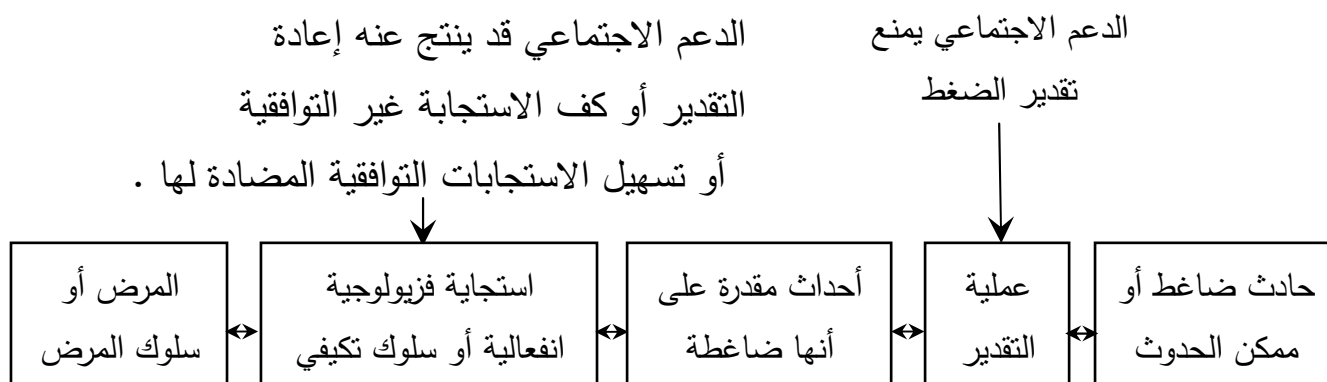 الدعم الاجتماعي يمنع
تقدير الضغط
الدعم الاجتماعي قد ينتج عنه إعادة
التقدير أو كف الاستجابة غير التوافقية
أو تسهيل الاستجابات التوافقية المضادة لها .
حادث ضاغط أو
ممكن الحدوث
عملية
التقدير
أحداث مقدرة على
أنها ضاغطة
استجاية فزيولوجية
انفعالية أو سلوك تكيفي
المرض أو
سلوك المرض